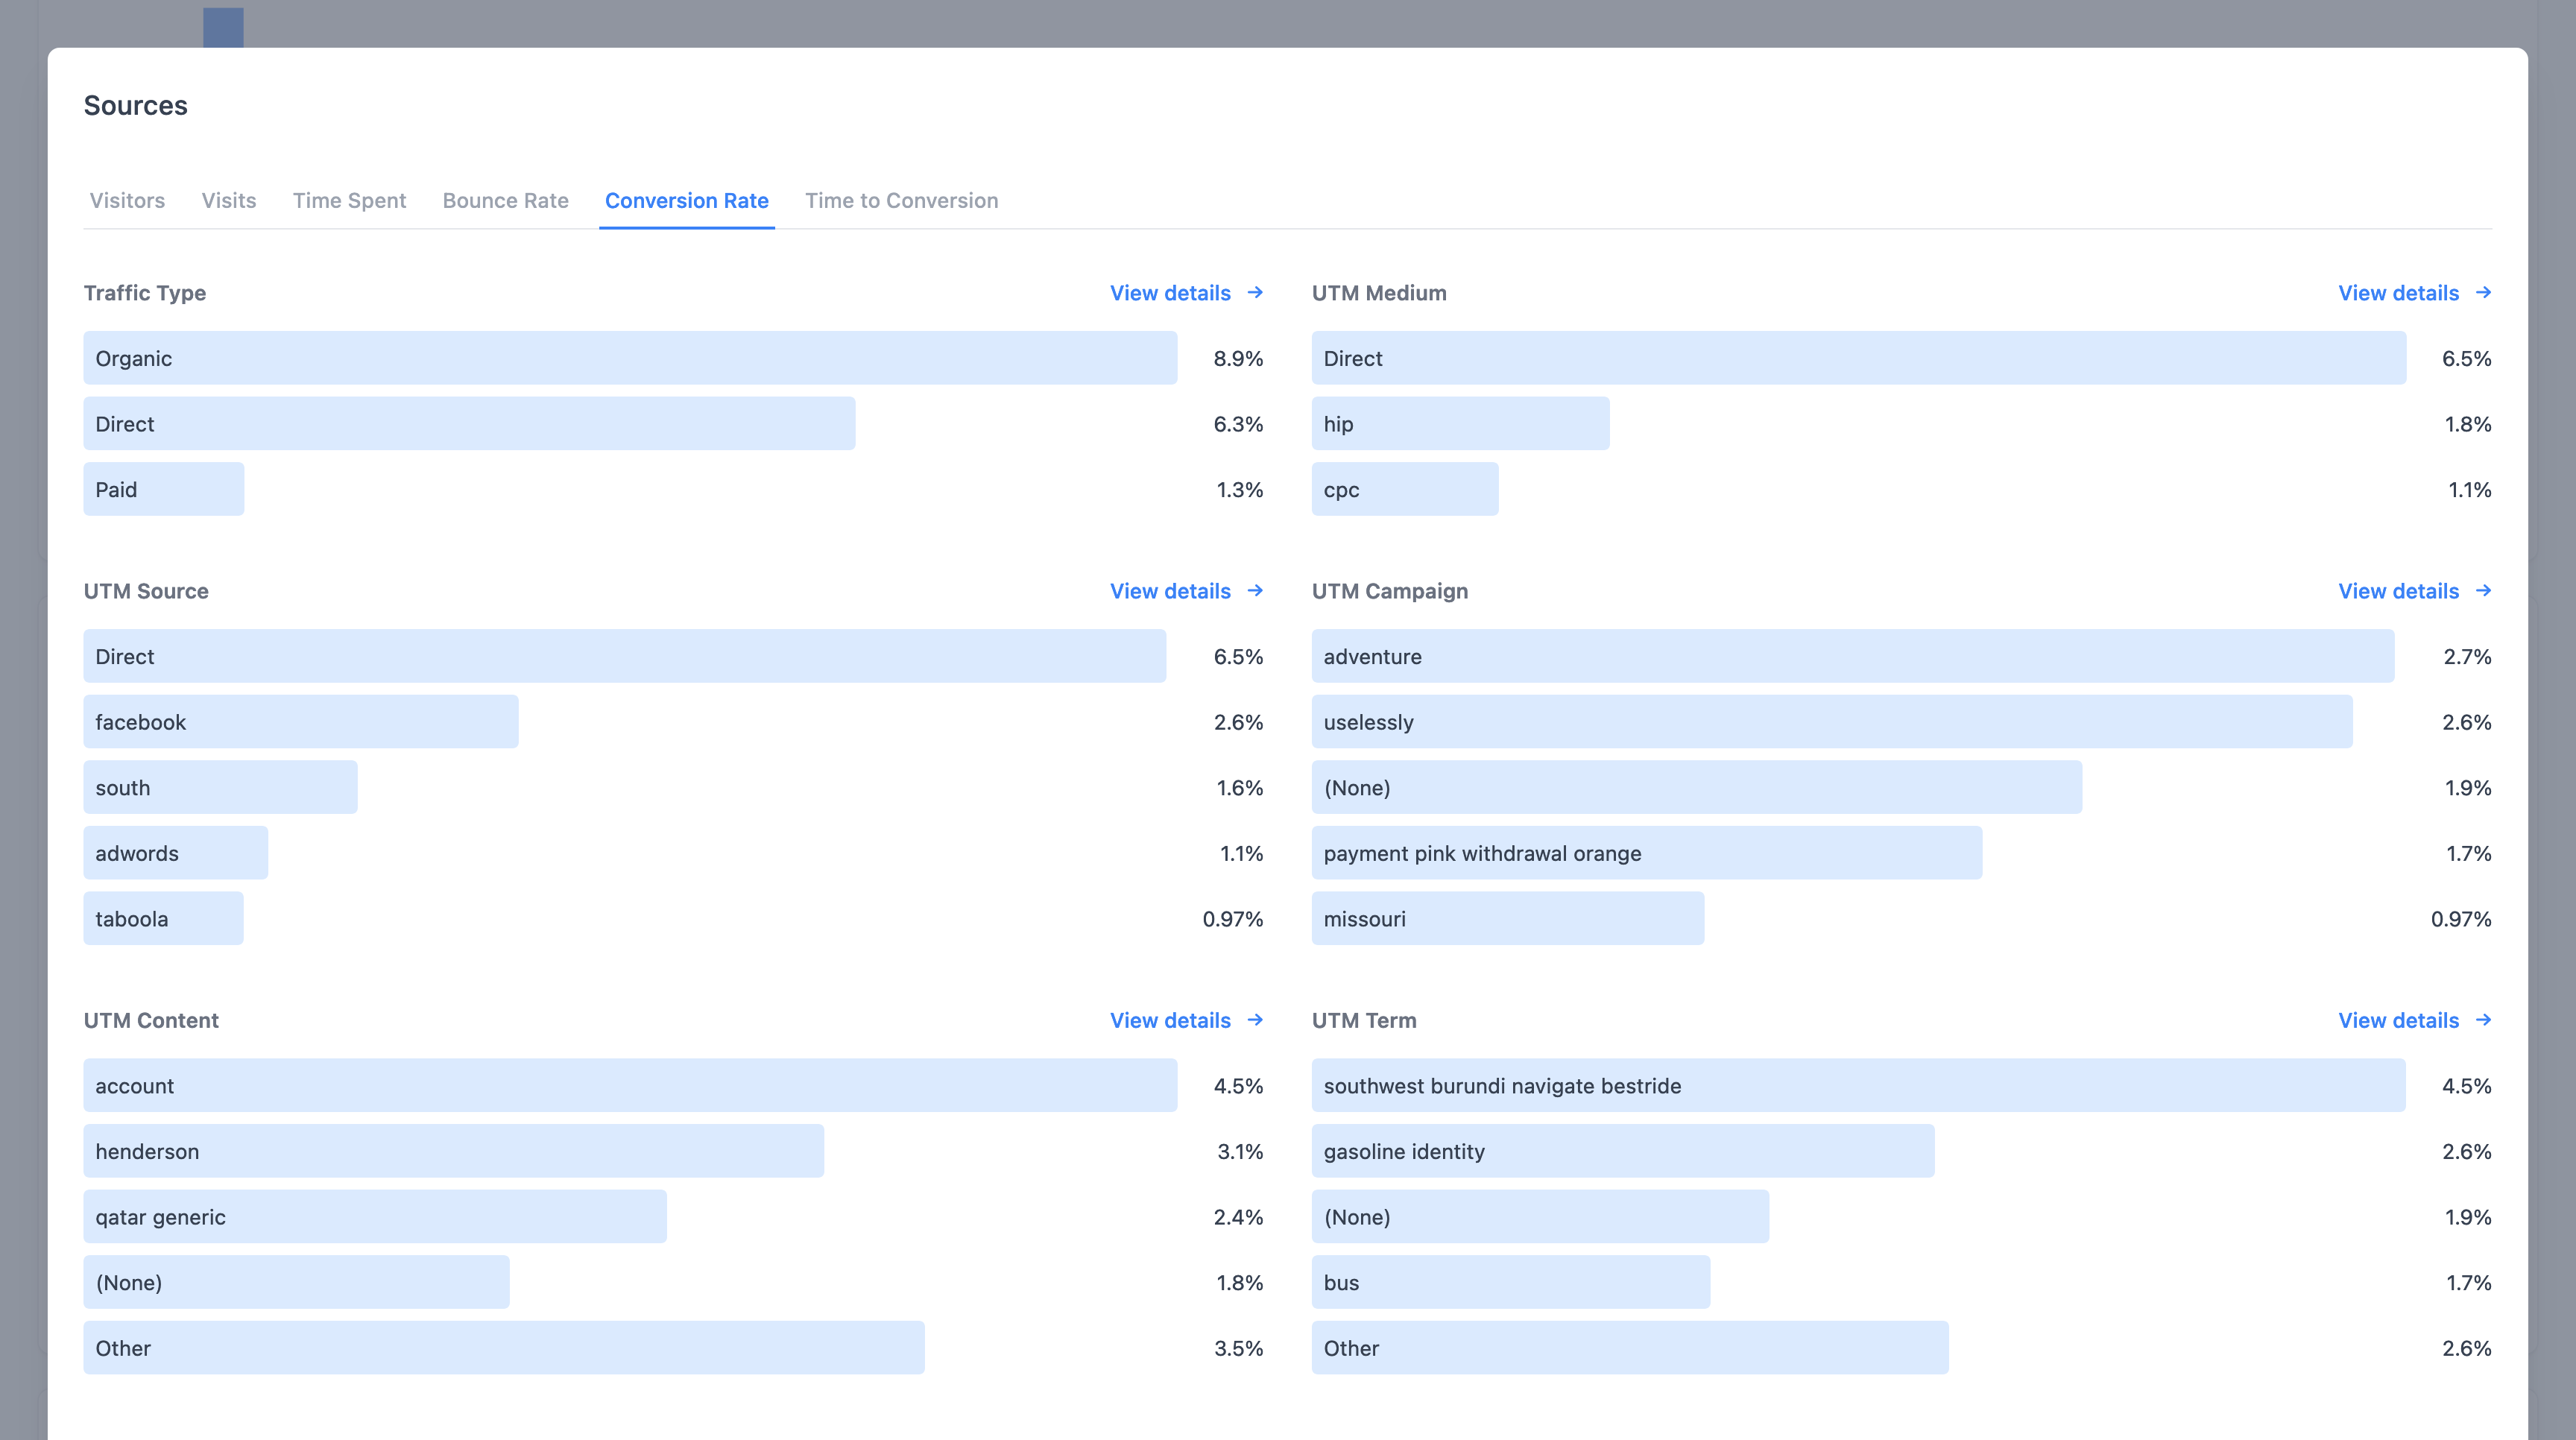 Sources
Visitors Visits Time Spent Bounce Rate Conversion Rate Time to Conversion
Traffic Type View details →
Organic 8.9%
Direct 6.3%
Paid 1.3%
UTM Medium View details →
Direct 6.5%
hip 1.8%
cpc 1.1%
UTM Source View details →
Direct 6.5%
facebook 2.6%
south 1.6%
adwords 1.1%
taboola 0.97%
UTM Campaign View details →
adventure 2.7%
uselessly 2.6%
(None) 1.9%
payment pink withdrawal orange 1.7%
missouri 0.97%
UTM Content View details →
account 4.5%
henderson 3.1%
qatar generic 2.4%
(None) 1.8%
Other 3.5%
UTM Term View details →
southwest burundi navigate bestride 4.5%
gasoline identity 2.6%
(None) 1.9%
bus 1.7%
Other 2.6%